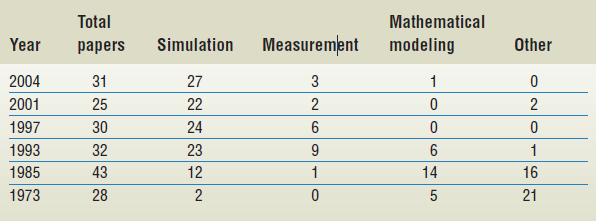 Total Mathematical
Year papers Simulation Measurement modeling Other
2004 31 27 3 1 0
2001 25 22 2 0 2
1997 30 24 6 0 0
1993 32 23 9 6 1
1985 43 12 1 14 16
1973 28 2 0 5 21